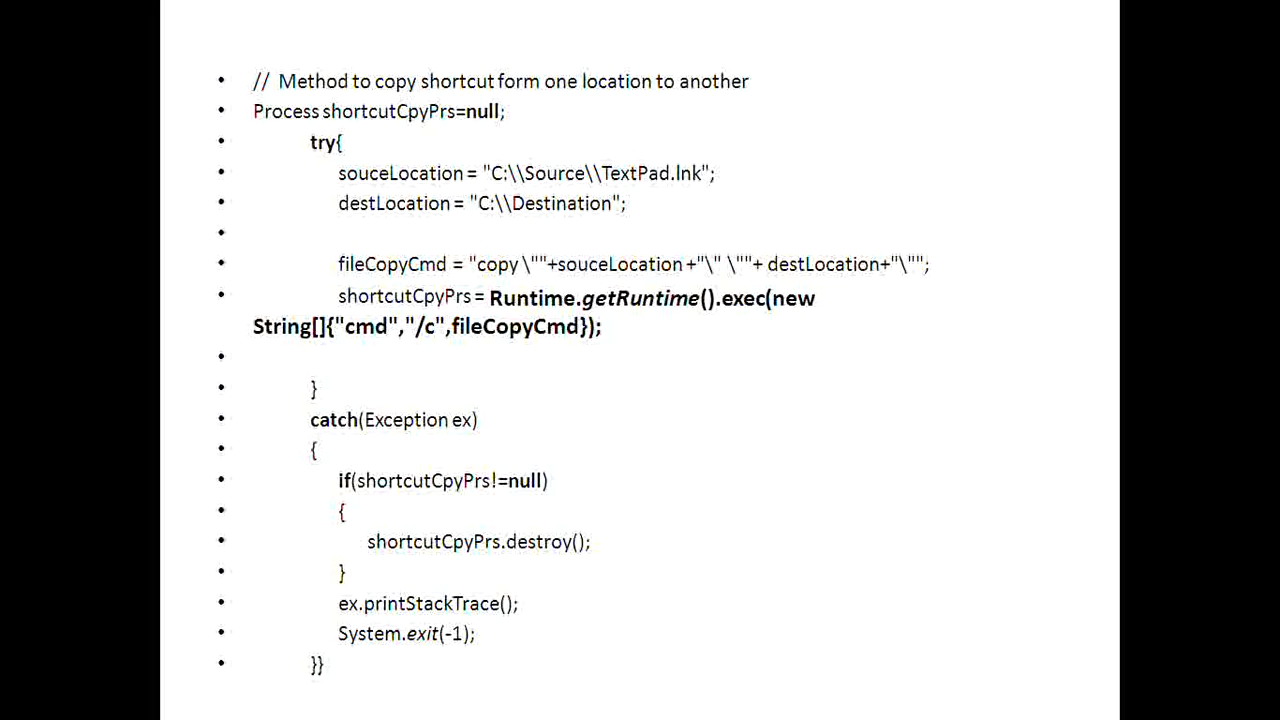 • // Method to copy shortcut form one location to another
• Process shortcutCpyPrs=null;
• try{
• souceLocation = "C:\\Source\\TextPad.lnk";
• destLocation = "C:\\Destination";
•
• fileCopyCmd = "copy \""+souceLocation +"\" \""+ destLocation+"\"";
• shortcutCpyPrs = Runtime.getRuntime().exec(new
String[]{"cmd","/c",fileCopyCmd});
•
• }
• catch(Exception ex)
• {
• if(shortcutCpyPrs!=null)
• {
• shortcutCpyPrs.destroy();
• }
• ex.printStackTrace();
• System.exit(-1);
• }}